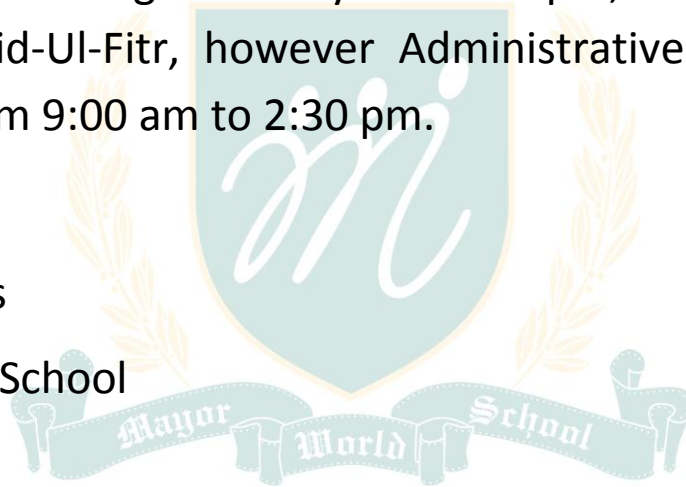 id-Ul-Fitr, however Administrative
m 9:00 am to 2:30 pm.
s
School
Mayor World School